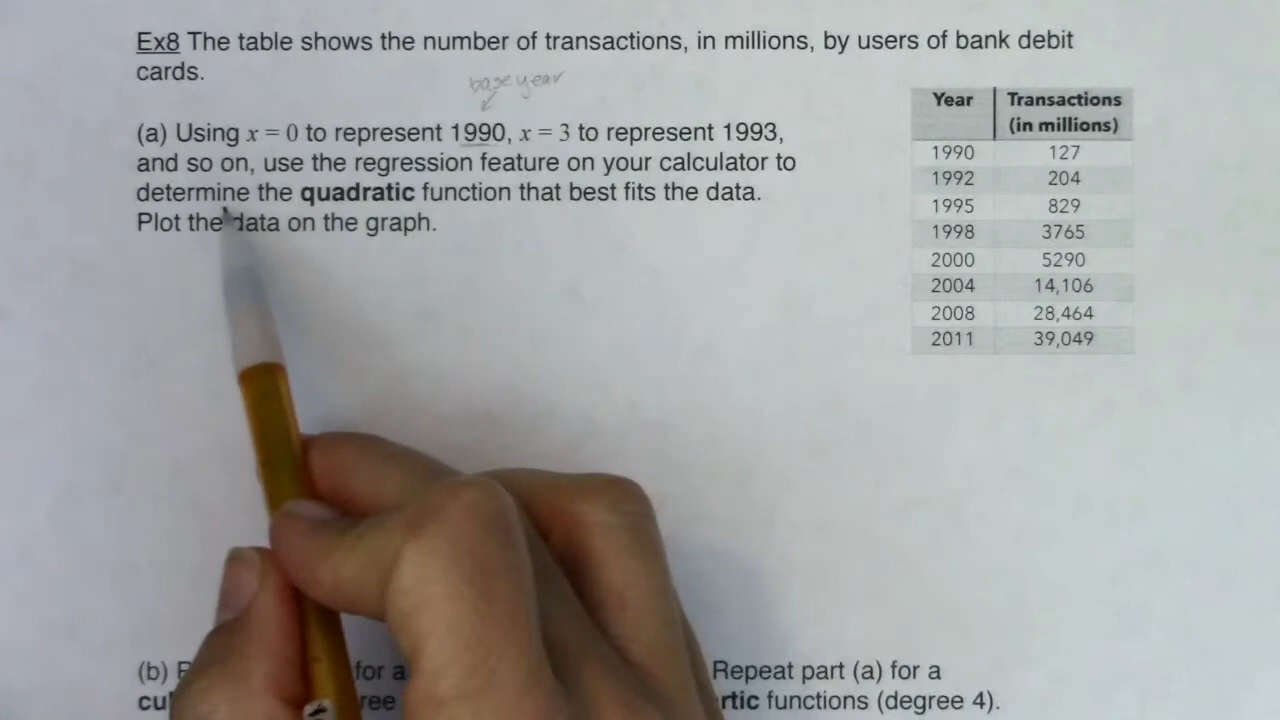 Ex8 The table shows the number of transactions, in millions, by users of bank debit
cards.
base year
(a) Using x = 0 to represent 1990, x = 3 to represent 1993,
and so on, use the regression feature on your calculator to
determine the quadratic function that best fits the data.
Plot the data on the graph.
Year Transactions
(in millions)
1990 127
1992 204
1995 829
1998 3765
2000 5290
2004 14,106
2008 28,464
2011 39,049
(b) for a Repeat part (a) for a
functions (degree 4).